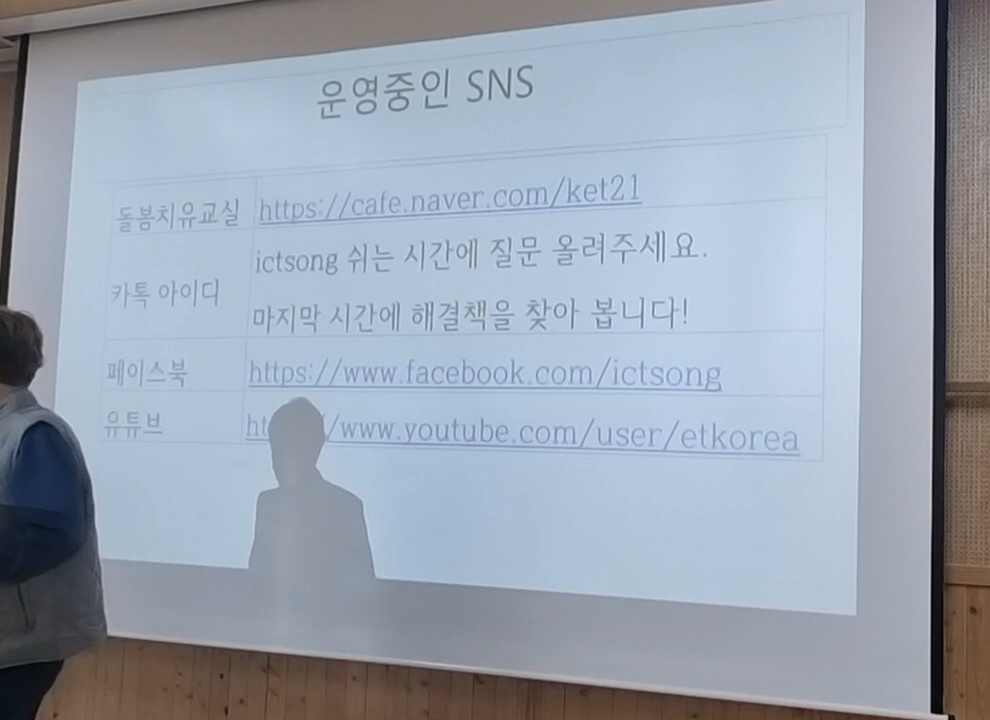 운영중인 SNS
돌봄치유교실 https://cafe.naver.com/ket21
카톡 아이디 ictsong 쉬는 시간에 질문 올려주세요.
마지막 시간에 해결책을 찾아 봅니다!
페이스북 https://www.facebook.com/ictsong
유튜브 ht /www.youtube.com/user/etkorea